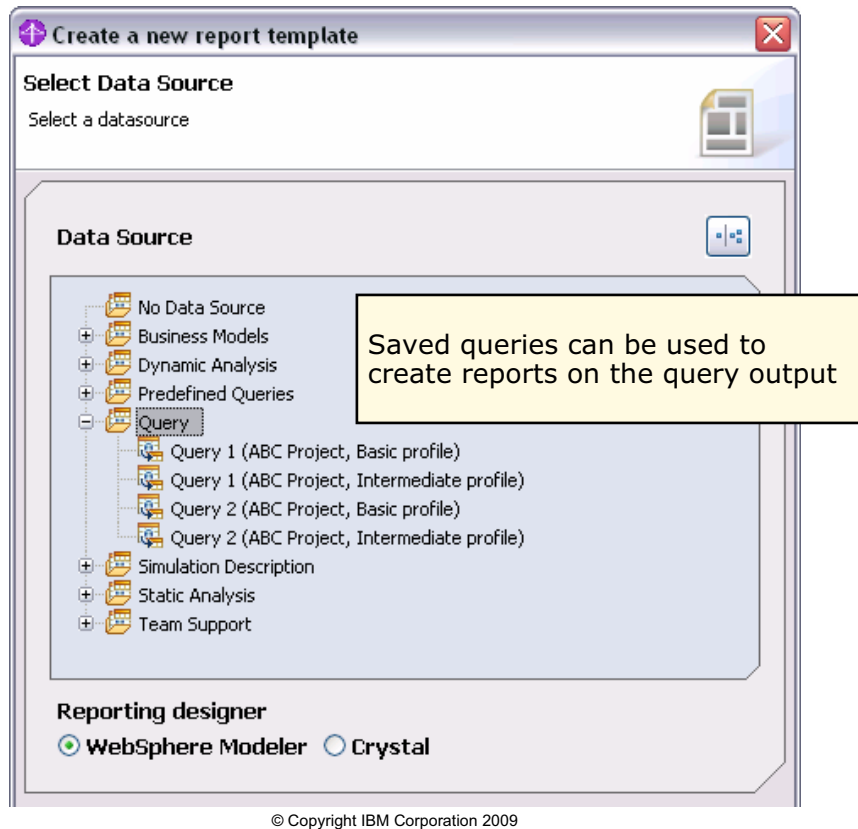 Create a new report template
Select Data Source
Select a datasource
Data Source
No Data Source
Business Models
Dynamic Analysis
Predefined Queries
Saved queries can be used to
create reports on the query output
Query
Query 1 (ABC Project, Basic profile)
Query 1 (ABC Project, Intermediate profile)
Query 2 (ABC Project, Basic profile)
Query 2 (ABC Project, Intermediate profile)
Simulation Description
Static Analysis
Team Support
Reporting designer
WebSphere Modeler Crystal
© Copyright IBM Corporation 2009